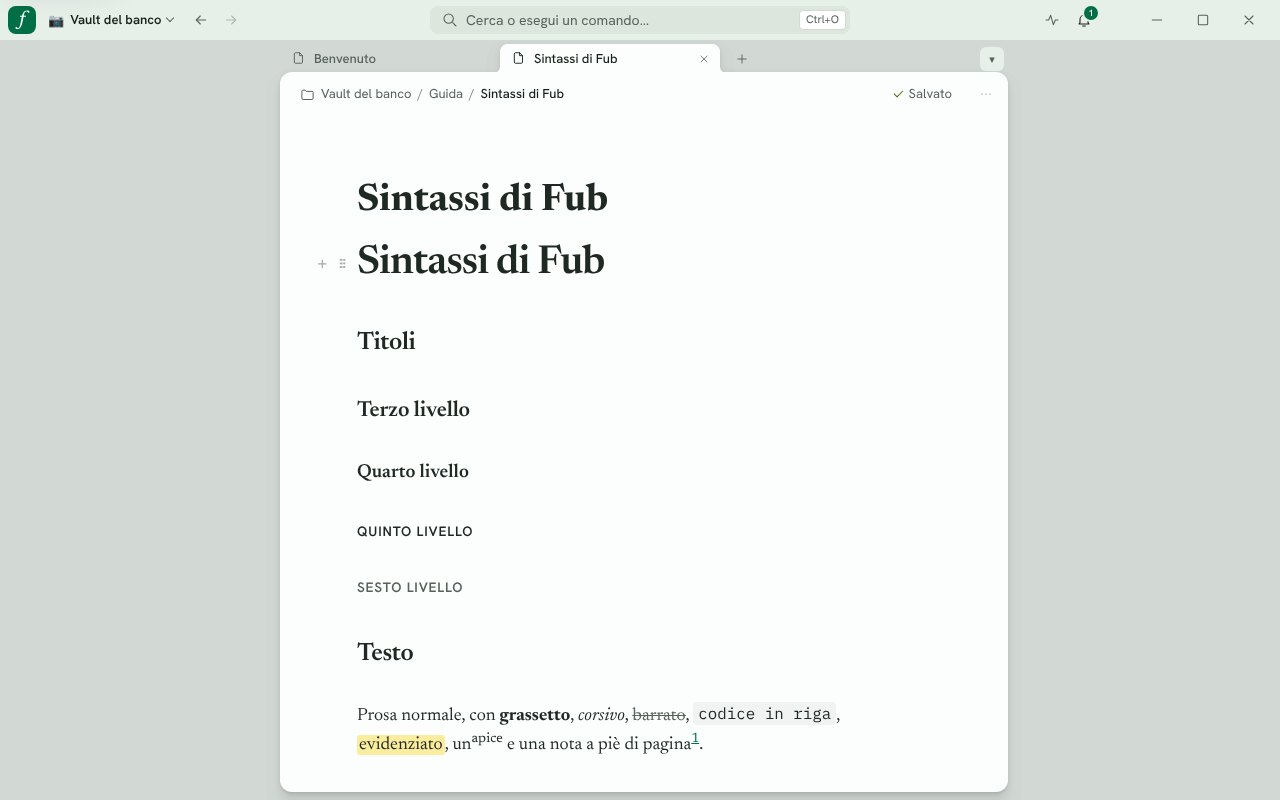 f Vault del banco
Cerca o esegui un comando… Ctrl+O
1
Benvenuto
Sintassi di Fub
Vault del banco / Guida / Sintassi di Fub
Salvato
Sintassi di Fub
Sintassi di Fub
Titoli
Terzo livello
Quarto livello
QUINTO LIVELLO
SESTO LIVELLO
Testo
Prosa normale, con grassetto, corsivo, barrato, codice in riga,
evidenziato, unapice e una nota a piè di pagina1.